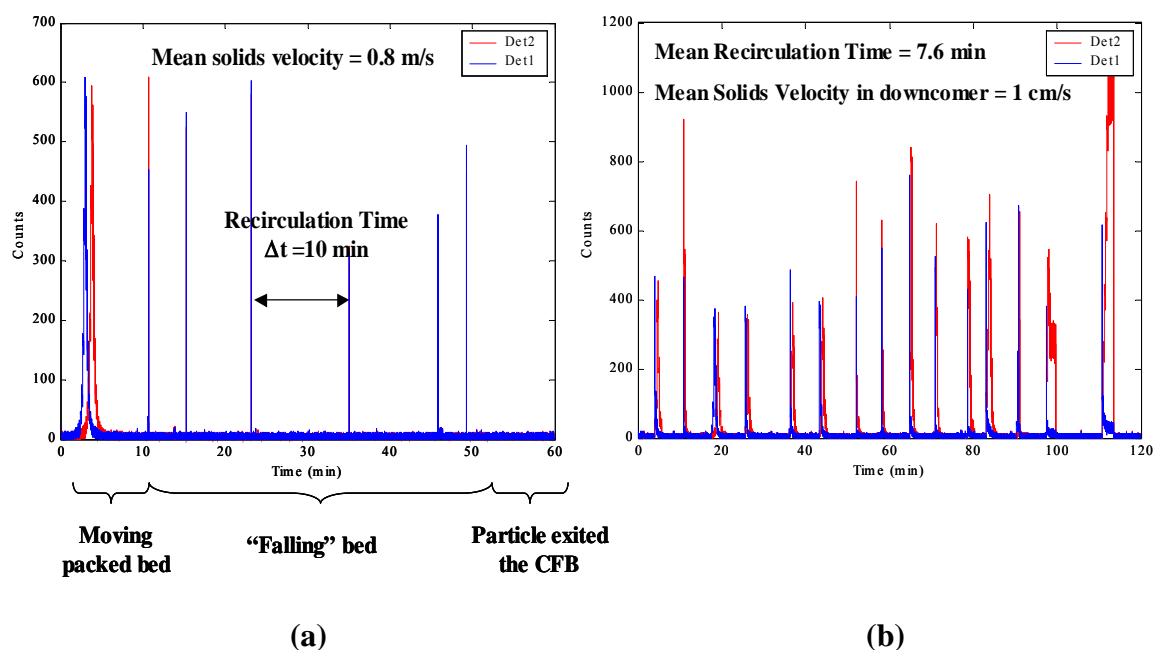 700
600
500
400
300
200
100
0
Counts
Mean solids velocity = 0.8 m/s
Det2
Det1
Recirculation Time
Δt =10 min
0 10 20 30 40 50 60
Time (min)
Moving
packed bed
“Falling” bed
Particle exited
the CFB
(a)
1200
1000
800
600
400
200
0
Counts
Mean Recirculation Time = 7.6 min
Mean Solids Velocity in downcomer = 1 cm/s
Det2
Det1
0 20 40 60 80 100 120
Time (min)
(b)